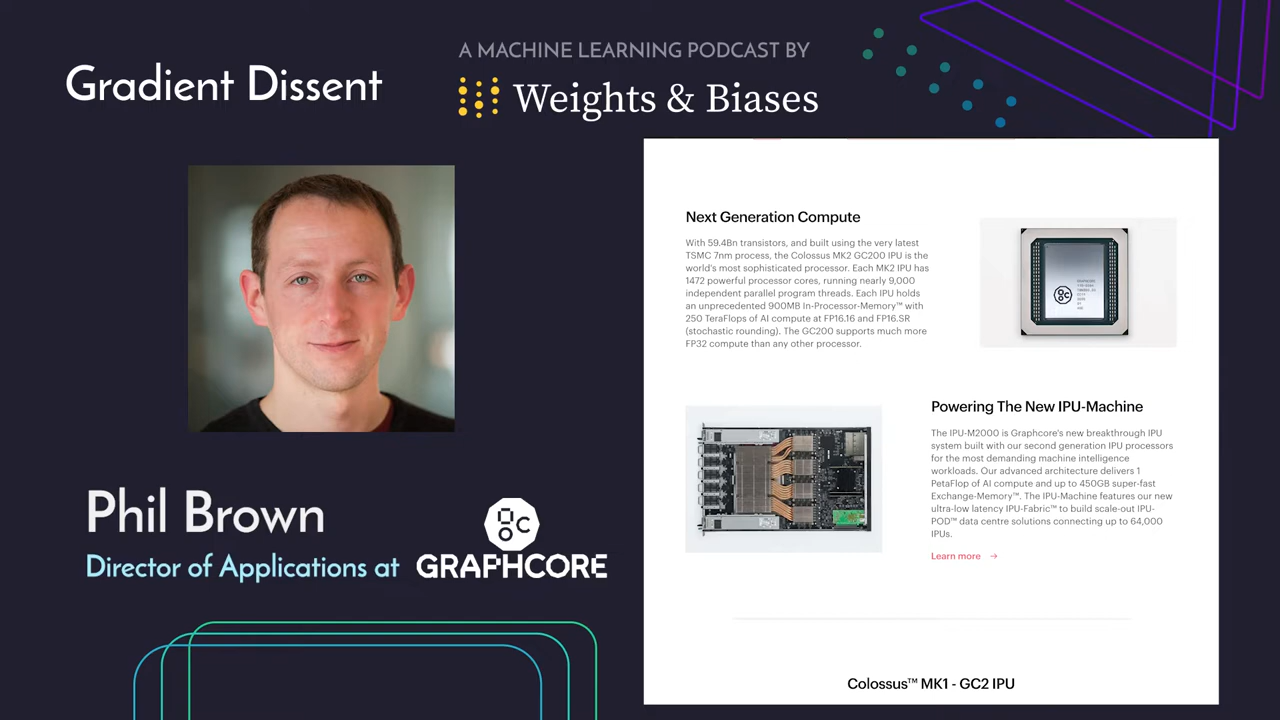 Gradient Dissent
A MACHINE LEARNING PODCAST BY
Weights & Biases
Phil Brown
Director of Applications at
GRAPHCORE
Next Generation Compute
With 59.4Bn transistors, and built using the very latest
TSMC 7nm process, the Colossus MK2 GC200 IPU is the
world's most sophisticated processor. Each MK2 IPU has
1472 powerful processor cores, running nearly 9,000
independent parallel program threads. Each IPU holds
an unprecedented 900MB In-Processor-Memory™ with
250 TeraFlops of AI compute at FP16.16 and FP16.SR
(stochastic rounding). The GC200 supports much more
FP32 compute than any other processor.
Powering The New IPU-Machine
The IPU-M2000 is Graphcore's new breakthrough IPU
system built with our second generation IPU processors
for the most demanding machine intelligence
workloads. Our advanced architecture delivers 1
PetaFlop of AI compute and up to 450GB super-fast
Exchange-Memory™. The IPU-Machine features our new
ultra-low latency IPU-Fabric™ to build scale-out IPU-
POD™ data centre solutions connecting up to 64,000
IPUs.
Learn more →
Colossus™ MK1 - GC2 IPU